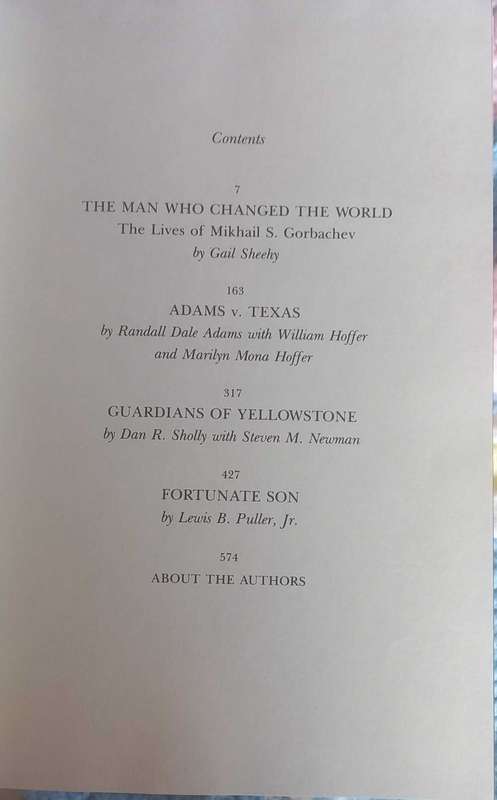 Contents
7
THE MAN WHO CHANGED THE WORLD
The Lives of Mikhail S. Gorbachev
by Gail Sheehy
163
ADAMS v. TEXAS
by Randall Dale Adams with William Hoffer
and Marilyn Mona Hoffer
317
GUARDIANS OF YELLOWSTONE
by Dan R. Sholly with Steven M. Newman
427
FORTUNATE SON
by Lewis B. Puller, Jr.
574
ABOUT THE AUTHORS